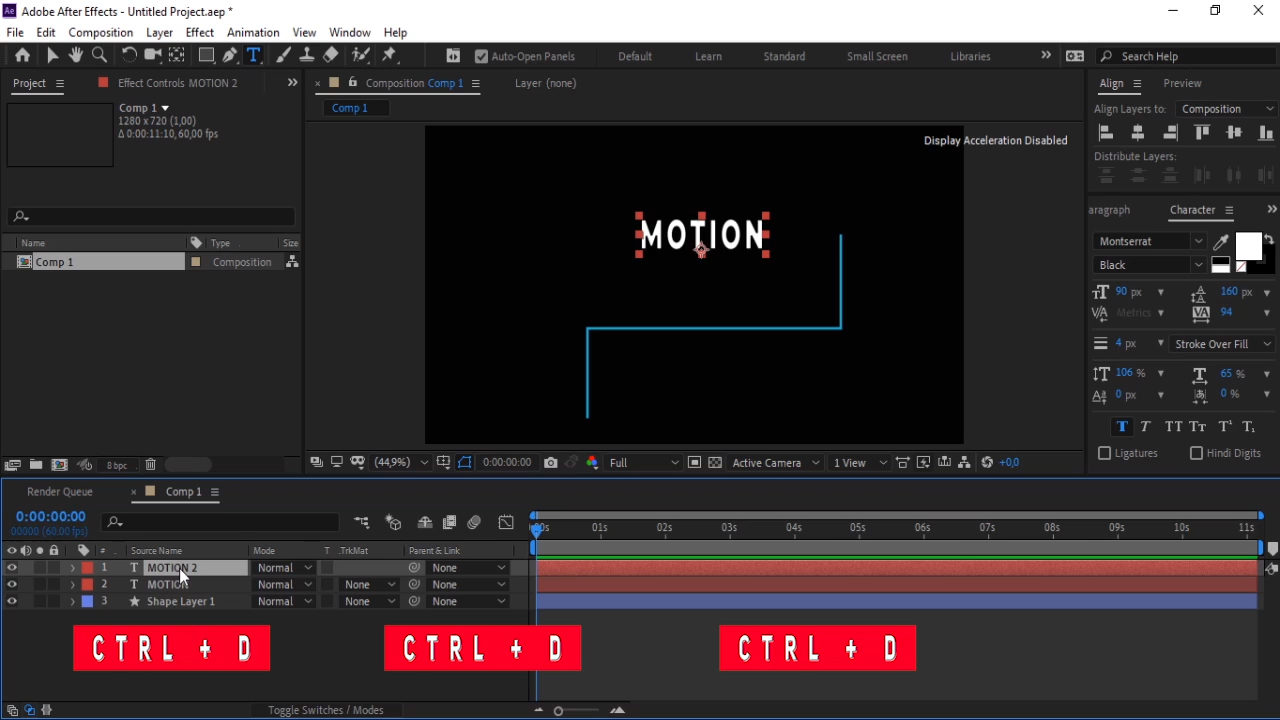 Adobe After Effects - Untitled Project.aep *
File Edit Composition Layer Effect Animation View Window Help
Auto-Open Panels Default Learn Standard Small Screen Libraries Search Help
Project Effect Controls MOTION 2 Composition Comp 1 Layer (none) Align Preview
Comp 1
1280 x 720 (1,00)
Δ 0:00:11:10, 60,00 fps
Comp 1
Align Layers to: Composition
Display Acceleration Disabled
Distribute Layers:
MOTION
aragraph Character
Name Type Size
Comp 1 Composition
Montserrat
Black
90 px 160 px
Metrics 94
4 px Stroke Over Fill
106 % 65 %
0 px 0 %
T T TT Tt T¹ T₁
Ligatures Hindi Digits
8 bpc (44,9%) 0:00:00:00 Full Active Camera 1 View +0,0
Render Queue Comp 1
0:00:00:00
00000 (60.00 fps)
00s 01s 02s 03s 04s 05s 06s 07s 08s 09s 10s 11s
# Source Name Mode T .TrkMat Parent & Link
1 T MOTION 2 Normal None
2 T MOTION Normal None None
3 Shape Layer 1 Normal None None
CTRL + D CTRL + D CTRL + D
Toggle Switches / Modes